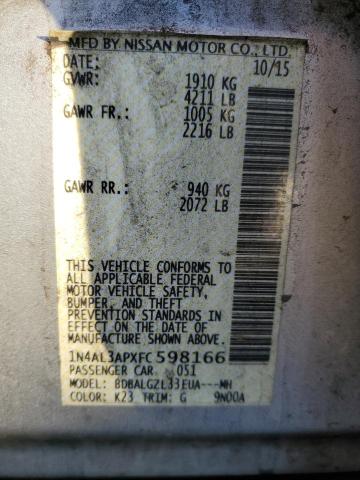 MFD BY NISSAN MOTOR CO., LTD.
DATE: 10/15
GVWR: 1910 KG
4211 LB
GAWR FR.: 1005 KG
2216 LB
GAWR RR.: 940 KG
2072 LB
THIS VEHICLE CONFORMS TO
ALL APPLICABLE FEDERAL
MOTOR VEHICLE SAFETY,
BUMPER, AND THEFT
PREVENTION STANDARDS IN
EFFECT ON THE DATE OF
MANUFACTURE SHOWN ABOVE.
1N4AL3APXFC598166
PASSENGER CAR 051
MODEL: BDBALGZL33EUA---NH
COLOR: K23 TRIM: G 9N00A